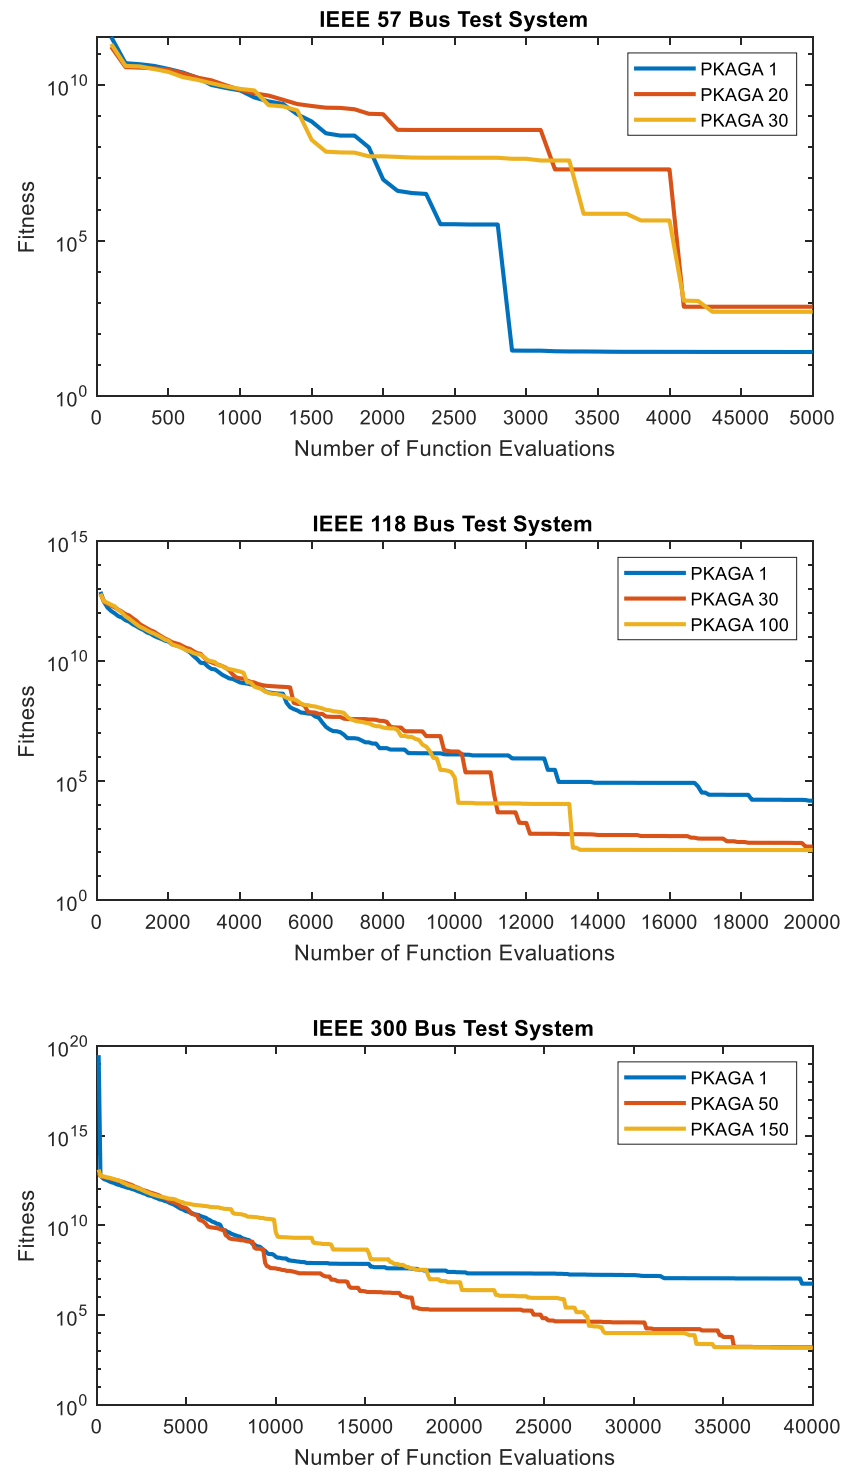 IEEE 57 Bus Test System
PKAGA 1
PKAGA 20
PKAGA 30
10^10
10^5
10^0
Fitness
0 500 1000 1500 2000 2500 3000 3500 4000 45000 5000
Number of Function Evaluations
IEEE 118 Bus Test System
PKAGA 1
PKAGA 30
PKAGA 100
10^15
10^10
10^5
10^0
Fitness
0 2000 4000 6000 8000 10000 12000 14000 16000 18000 20000
Number of Function Evaluations
IEEE 300 Bus Test System
PKAGA 1
PKAGA 50
PKAGA 150
10^20
10^15
10^10
10^5
10^0
Fitness
0 5000 10000 15000 20000 25000 30000 35000 40000
Number of Function Evaluations